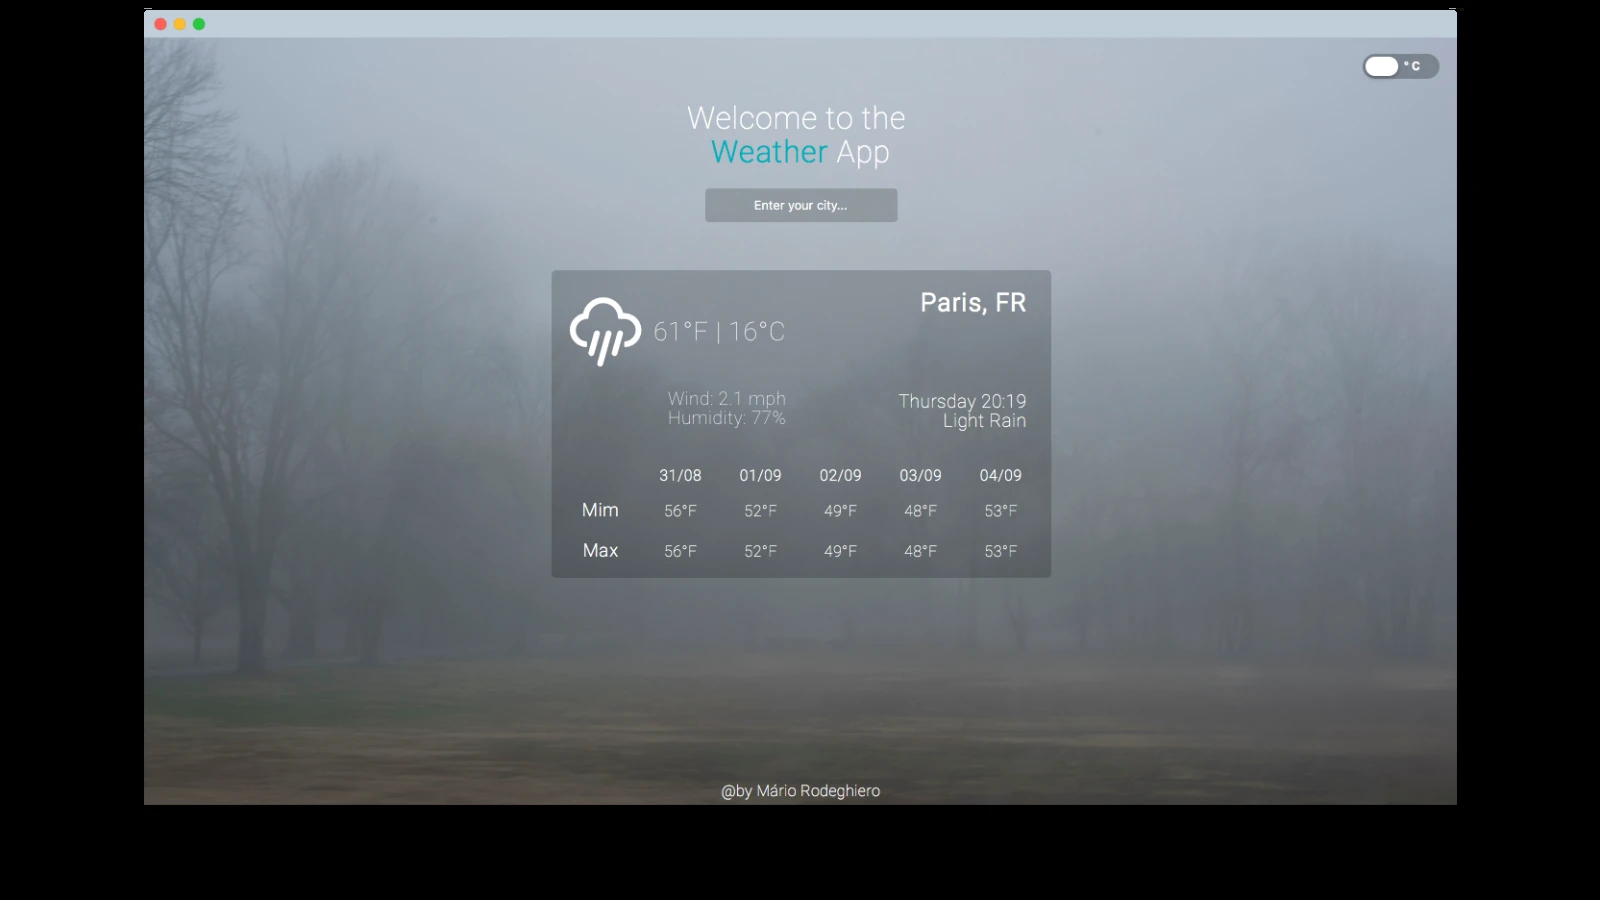 ° C
Welcome to the
Weather App
Enter your city...
Paris, FR
61°F | 16°C
Wind: 2.1 mph
Humidity: 77%
Thursday 20:19
Light Rain
31/08 01/09 02/09 03/09 04/09
Mim 56°F 52°F 49°F 48°F 53°F
Max 56°F 52°F 49°F 48°F 53°F
@by Mário Rodeghiero